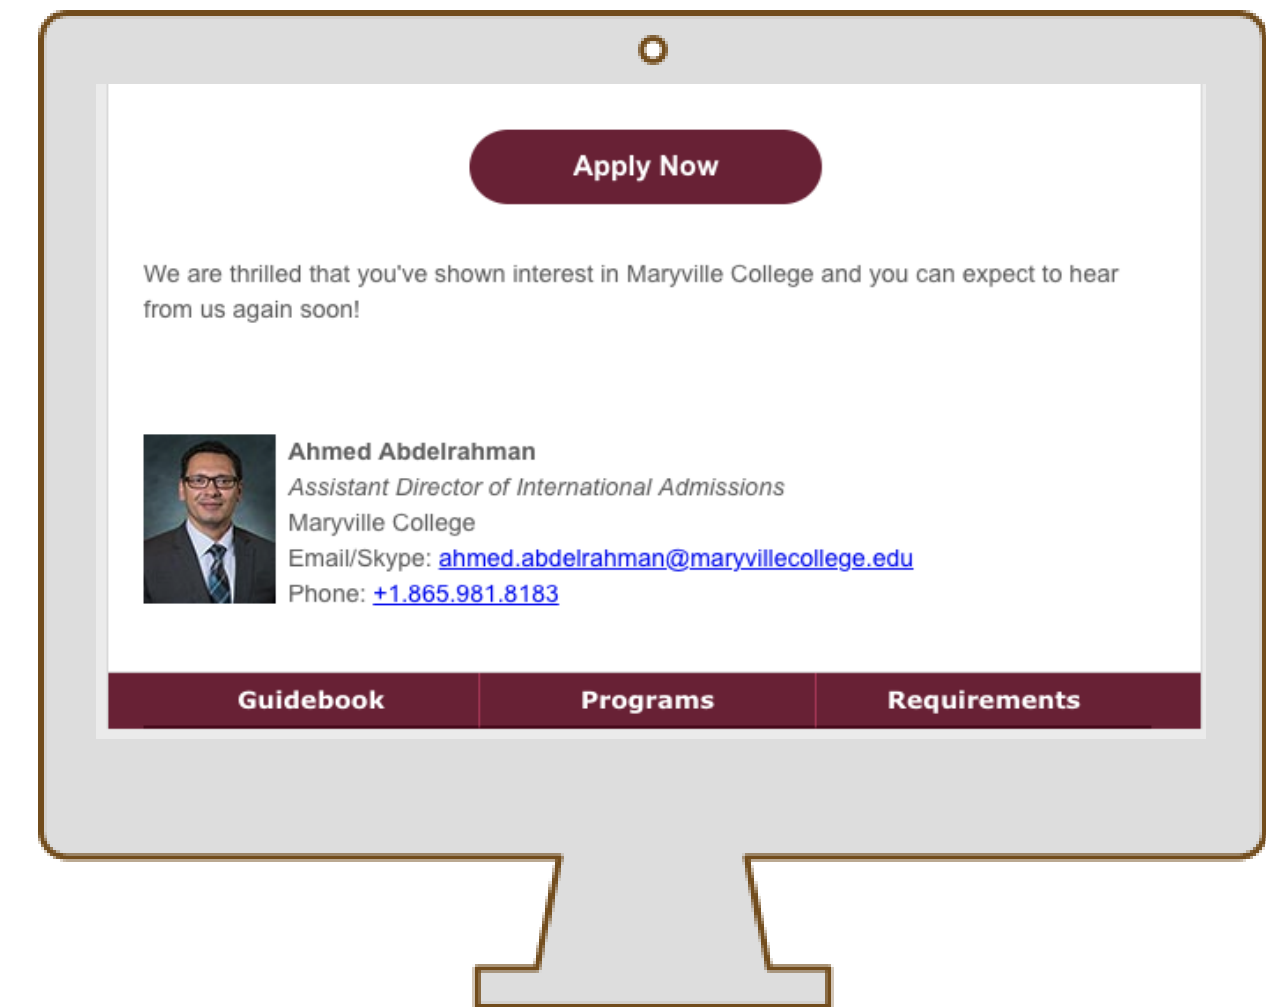 Apply Now
We are thrilled that you've shown interest in Maryville College and you can expect to hear
from us again soon!
Ahmed Abdelrahman
Assistant Director of International Admissions
Maryville College
Email/Skype: ahmed.abdelrahman@maryvillecollege.edu
Phone: +1.865.981.8183
Guidebook Programs Requirements